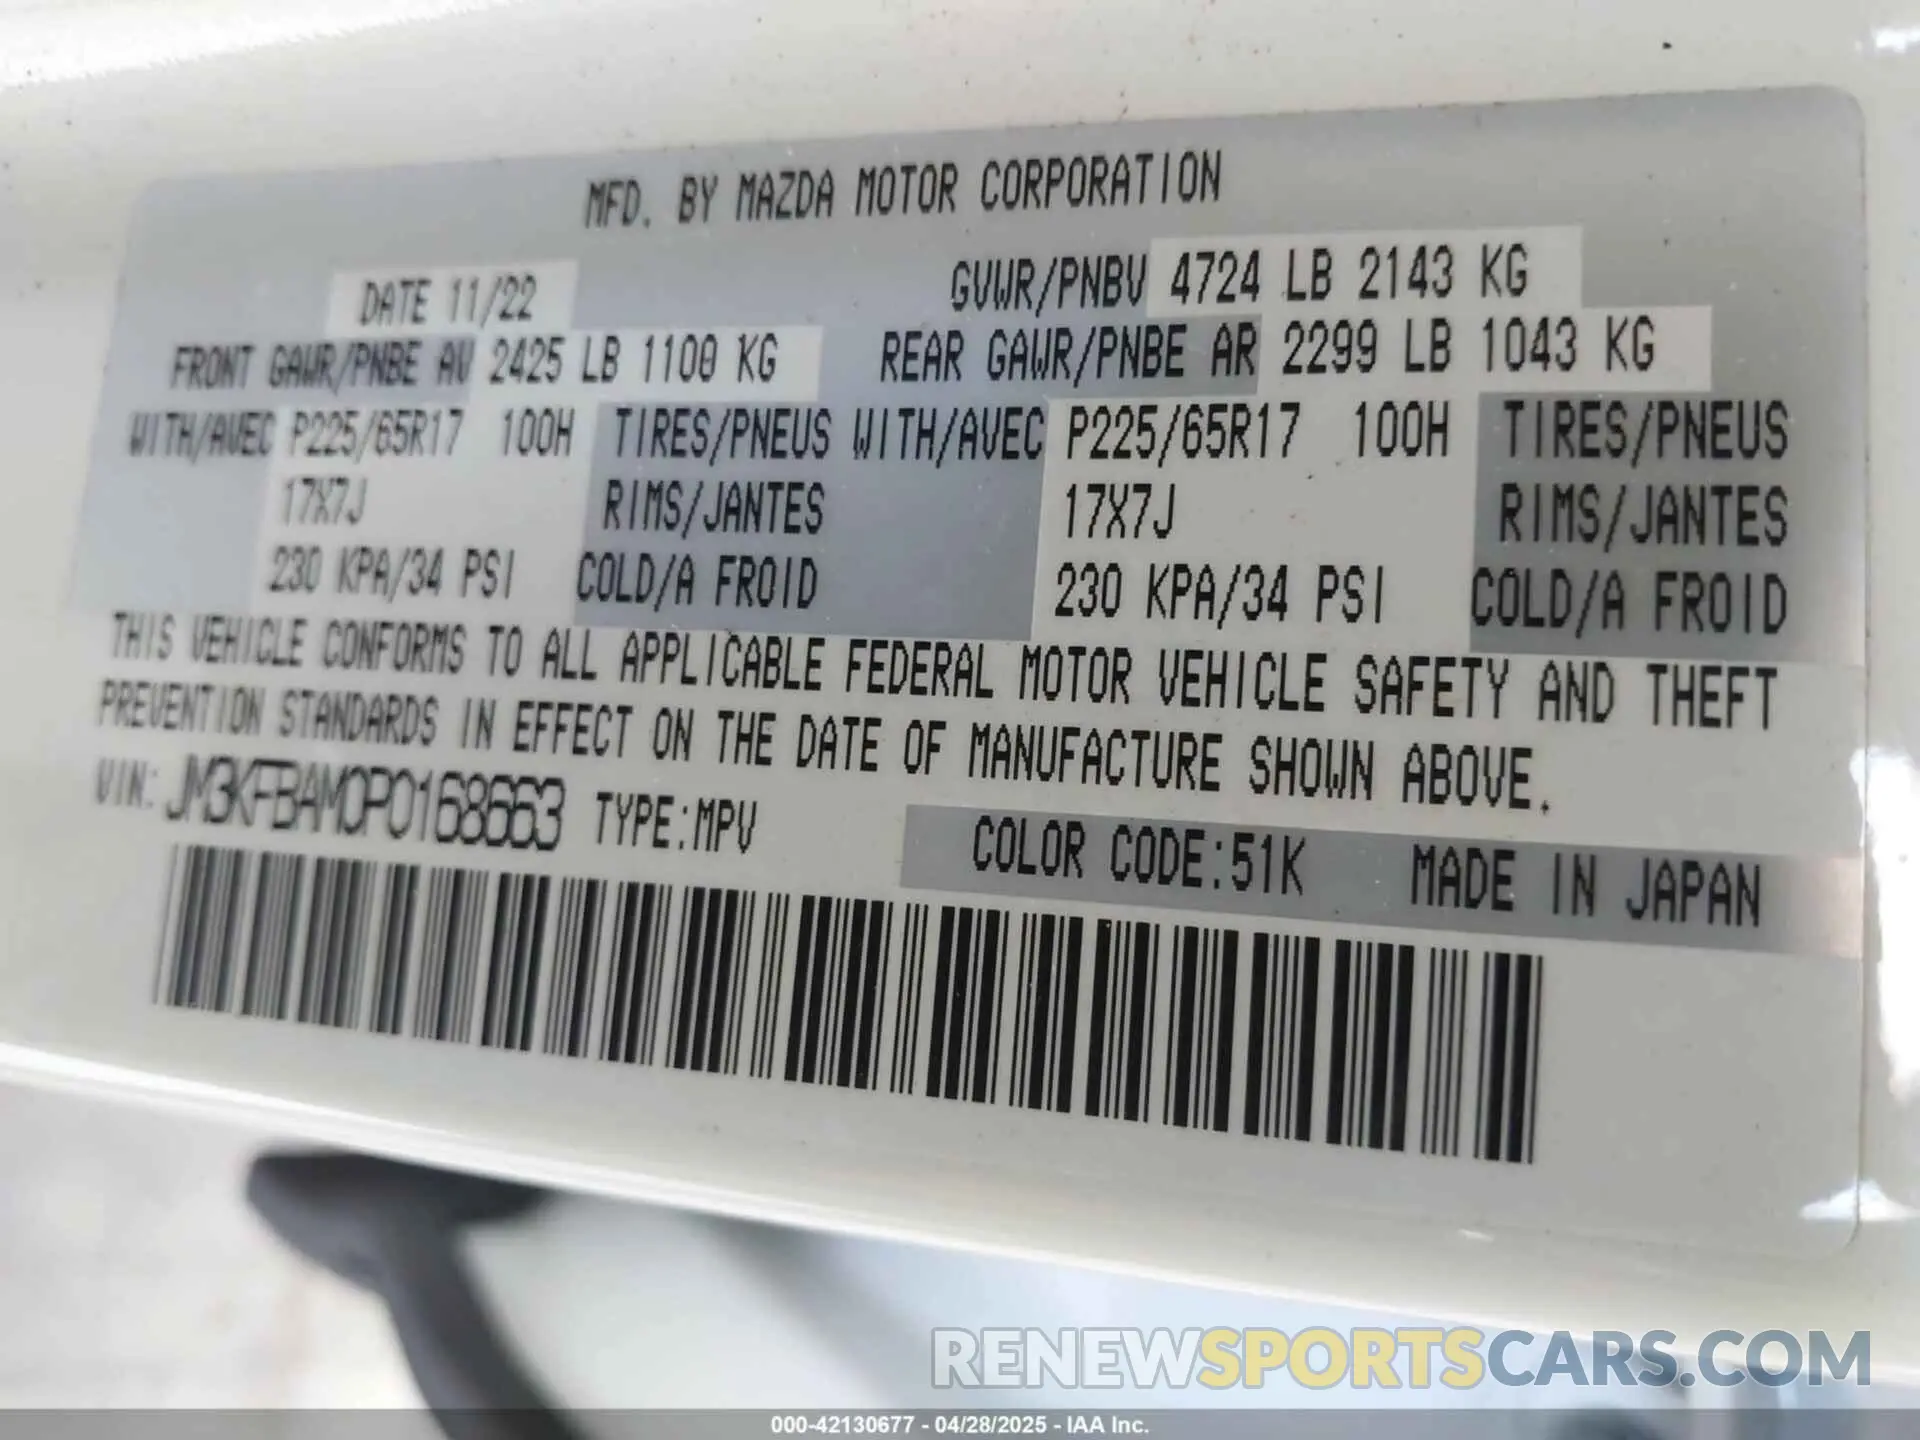 MFD. BY MAZDA MOTOR CORPORATION
DATE 11/22 GVWR/PNBV 4724 LB 2143 KG
FRONT GAWR/PNBE AV 2425 LB 1100 KG REAR GAWR/PNBE AR 2299 LB 1043 KG
WITH/AVEC P225/65R17 100H TIRES/PNEUS WITH/AVEC P225/65R17 100H TIRES/PNEUS
17X7J RIMS/JANTES 17X7J RIMS/JANTES
230 KPA/34 PSI COLD/A FROID 230 KPA/34 PSI COLD/A FROID
THIS VEHICLE CONFORMS TO ALL APPLICABLE FEDERAL MOTOR VEHICLE SAFETY AND THEFT
PREVENTION STANDARDS IN EFFECT ON THE DATE OF MANUFACTURE SHOWN ABOVE.
VIN: JM3KFBAM0P0168663 TYPE:MPV COLOR CODE:51K MADE IN JAPAN
RENEWSPORTSCARS.COM
000-42130677 - 04/28/2025 - IAA Inc.